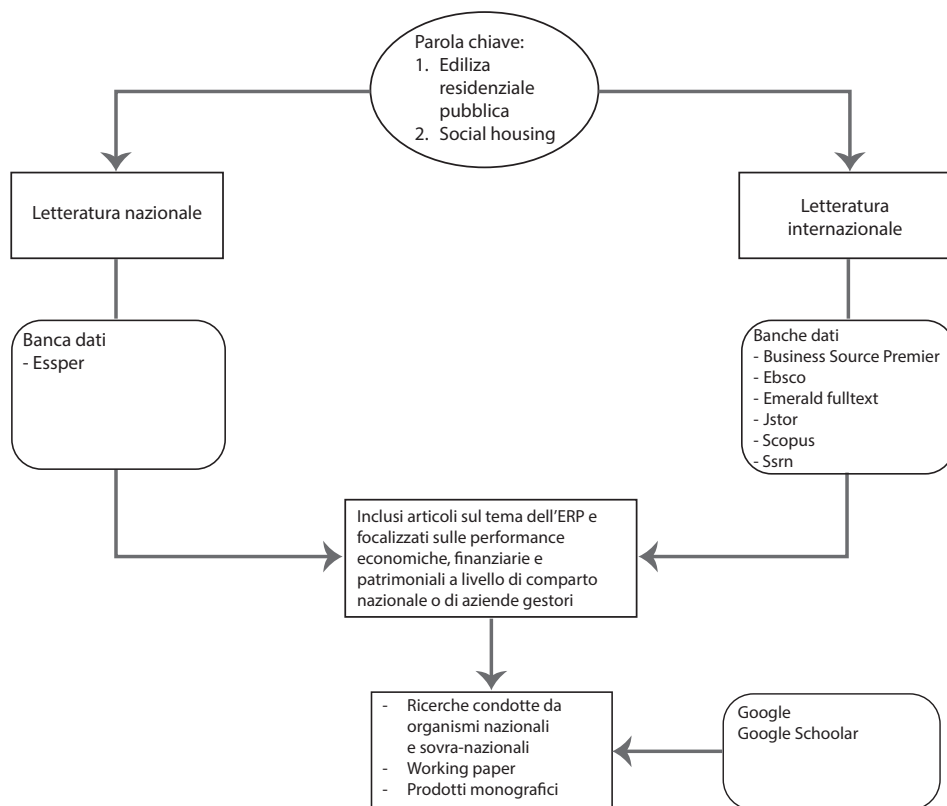 Parola chiave:
1. Ediliza
residenziale
pubblica
2. Social housing
Letteratura nazionale
Letteratura
internazionale
Banca dati
- Essper
Banche dati
- Business Source Premier
- Ebsco
- Emerald fulltext
- Jstor
- Scopus
- Ssrn
Inclusi articoli sul tema dell'ERP e
focalizzati sulle performance
economiche, finanziarie e
patrimoniali a livello di comparto
nazionale o di aziende gestori
- Ricerche condotte da
organismi nazionali
e sovra-nazionali
- Working paper
- Prodotti monografici
Google
Google Schoolar